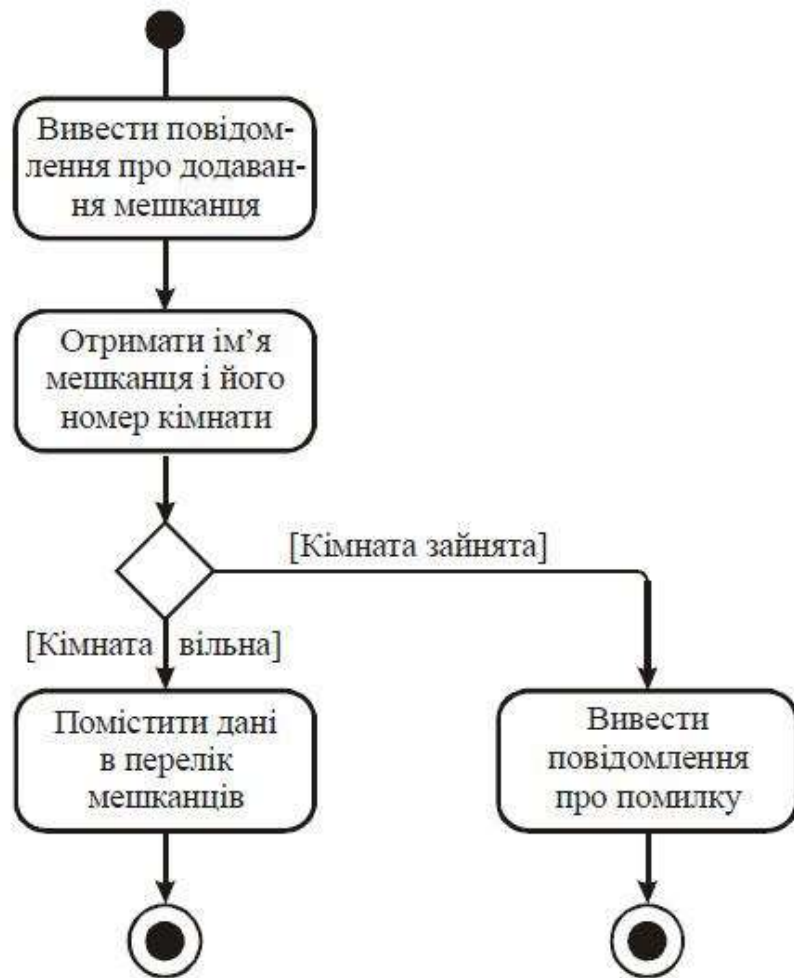 Вивести повідом-
лення про додаван-
ня мешканця
Отримати ім’я
мешканця і його
номер кімнати
[Кімната зайнята]
[Кімната вільна]
Помістити дані
в перелік
мешканців
Вивести
повідомлення
про помилку